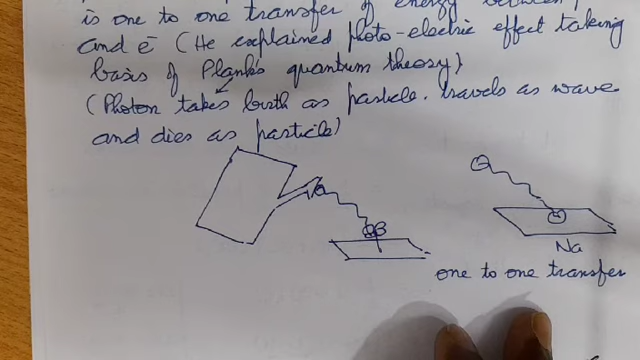 is one to one transfer of energy between
and e⁻ (He explained photo-electric effect taking
basis of Plank's quantum theory)
(Photon takes birth as particle. travels as wave
and dies as particle)
Na
one to one transfer